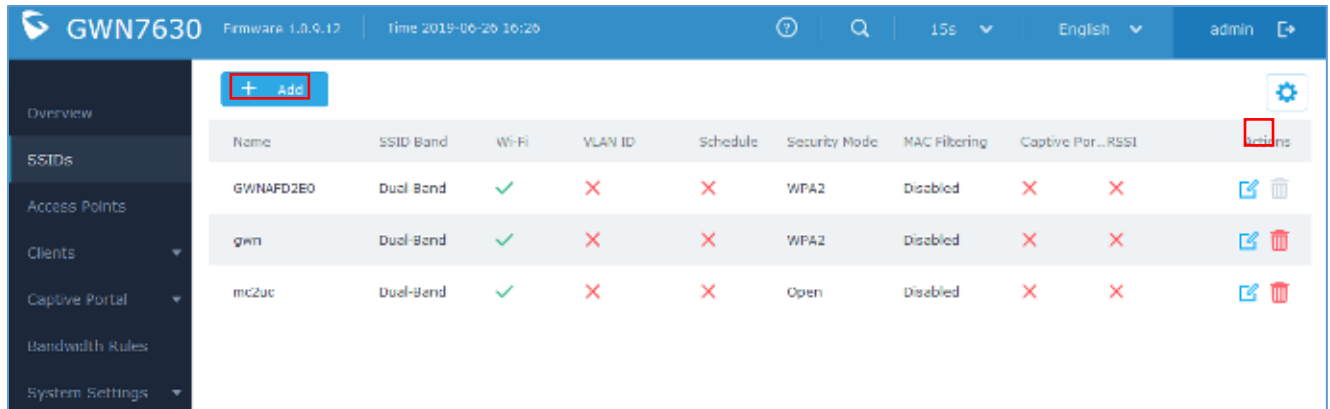 GWN7630 Firmware 1.0.9.12 Time 2019-06-26 16:26 15s English admin
+ Add
Overview
SSIDs
Access Points
Clients
Captive Portal
Bandwidth Rules
System Settings
Name SSID Band Wi-Fi VLAN ID Schedule Security Mode MAC Filtering Captive Por...RSSI Actions
GWNAFD2E0 Dual-Band WPA2 Disabled
gwn Dual-Band WPA2 Disabled
mc2uc Dual-Band Open Disabled